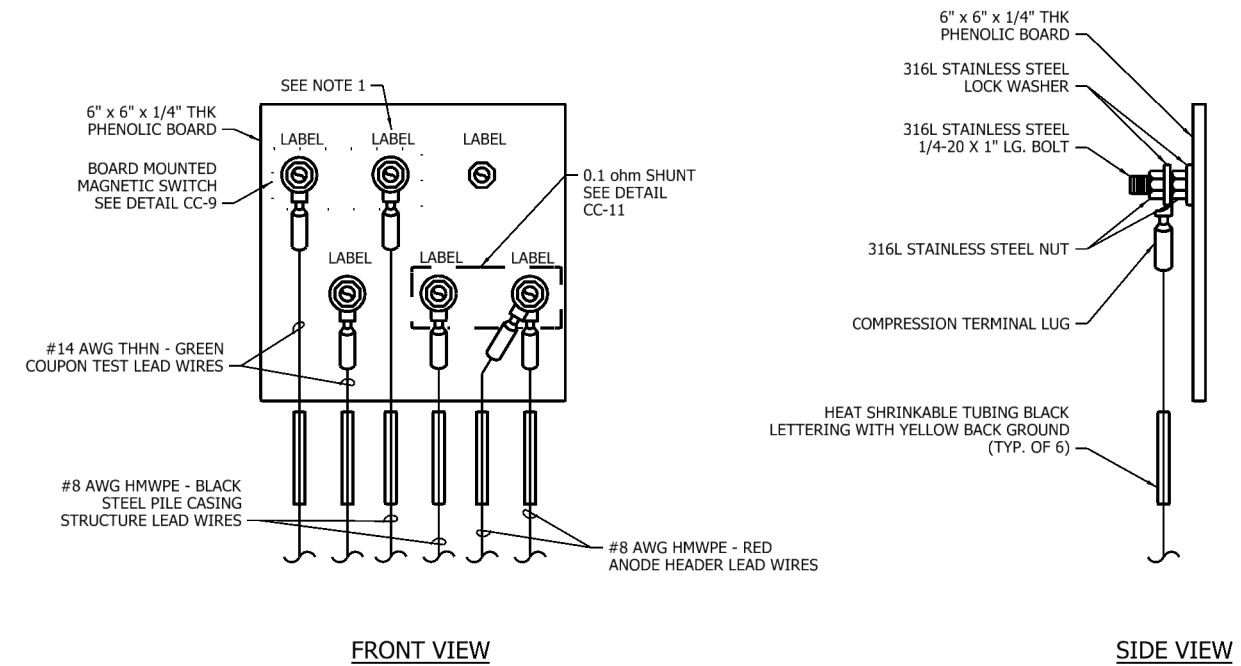 SEE NOTE 1
6" x 6" x 1/4" THK
PHENOLIC BOARD
LABEL
LABEL
LABEL
BOARD MOUNTED
MAGNETIC SWITCH
SEE DETAIL CC-9
0.1 ohm SHUNT
SEE DETAIL
CC-11
LABEL
LABEL
LABEL
#14 AWG THHN - GREEN
COUPON TEST LEAD WIRES
#8 AWG HMWPE - BLACK
STEEL PILE CASING
STRUCTURE LEAD WIRES
#8 AWG HMWPE - RED
ANODE HEADER LEAD WIRES
FRONT VIEW
6" x 6" x 1/4" THK
PHENOLIC BOARD
316L STAINLESS STEEL
LOCK WASHER
316L STAINLESS STEEL
1/4-20 X 1" LG. BOLT
316L STAINLESS STEEL NUT
COMPRESSION TERMINAL LUG
HEAT SHRINKABLE TUBING BLACK
LETTERING WITH YELLOW BACK GROUND
(TYP. OF 6)
SIDE VIEW